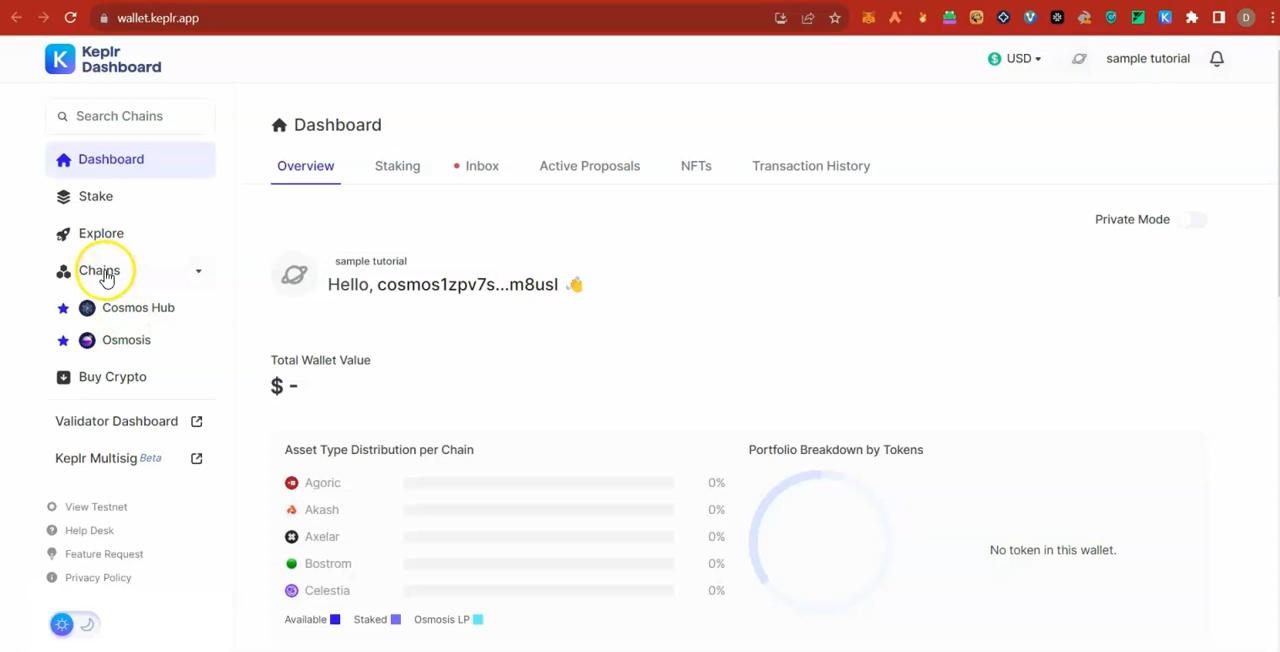 wallet.keplr.app
D
K Keplr
Dashboard
USD
sample tutorial
Search Chains
Dashboard
Stake
Explore
Chains
Cosmos Hub
Osmosis
Buy Crypto
Validator Dashboard
Keplr Multisig Beta
View Testnet
Help Desk
Feature Request
Privacy Policy
Dashboard
Overview Staking Inbox Active Proposals NFTs Transaction History
Private Mode
sample tutorial
Hello, cosmos1zpv7s...m8usl
Total Wallet Value
$ -
Asset Type Distribution per Chain
Agoric 0%
Akash 0%
Axelar 0%
Bostrom 0%
Celestia 0%
Available Staked Osmosis LP
Portfolio Breakdown by Tokens
No token in this wallet.